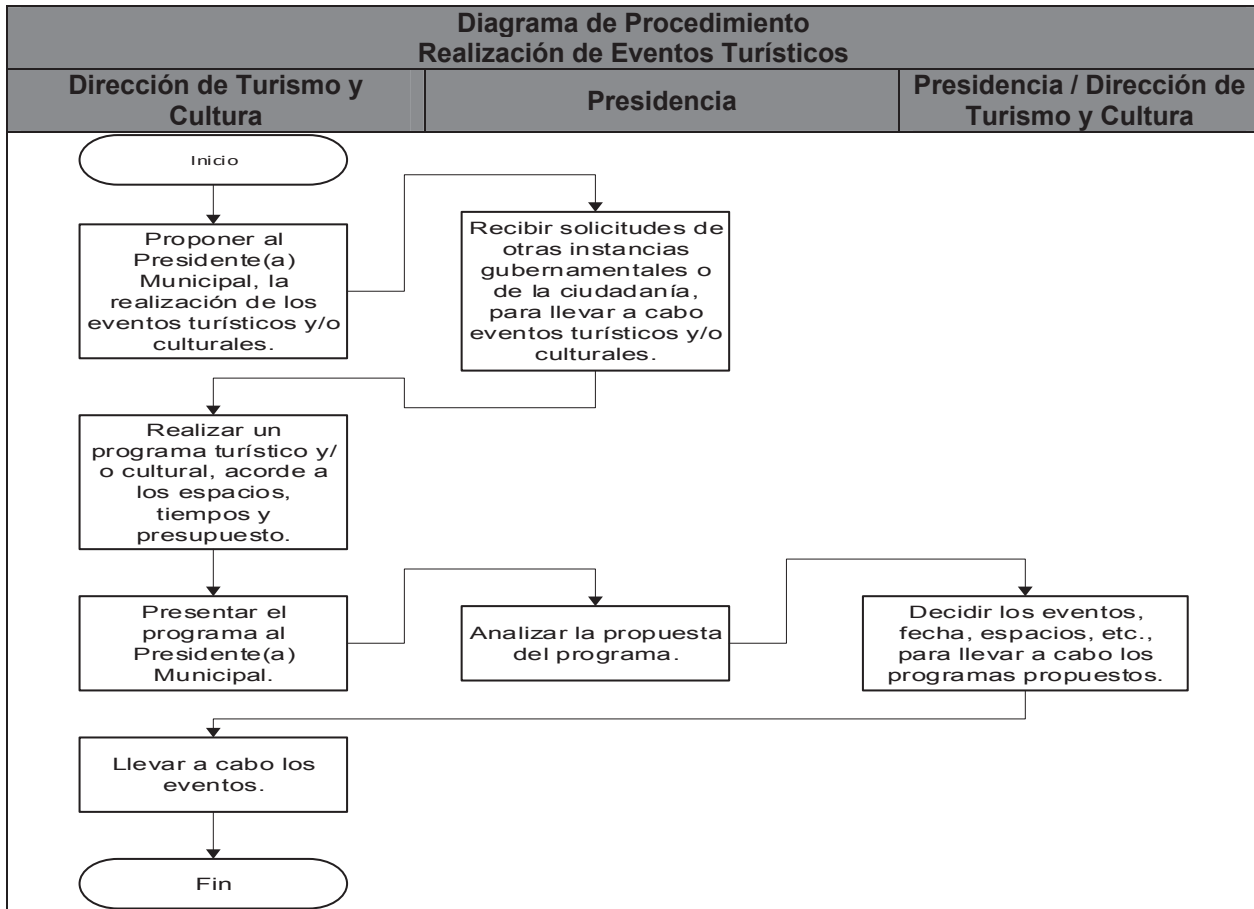 Diagrama de Procedimiento
Realización de Eventos Turísticos
Dirección de Turismo y
Cultura
Presidencia
Presidencia / Dirección de
Turismo y Cultura
Inicio
Proponer al
Presidente(a)
Municipal, la
realización de los
eventos turísticos y/o
culturales.
Recibir solicitudes de
otras instancias
gubernamentales o
de la ciudadanía,
para llevar a cabo
eventos turísticos y/o
culturales.
Realizar un
programa turístico y/
o cultural, acorde a
los espacios,
tiempos y
presupuesto.
Presentar el
programa al
Presidente(a)
Municipal.
Analizar la propuesta
del programa.
Decidir los eventos,
fecha, espacios, etc.,
para llevar a cabo los
programas propuestos.
Llevar a cabo los
eventos.
Fin